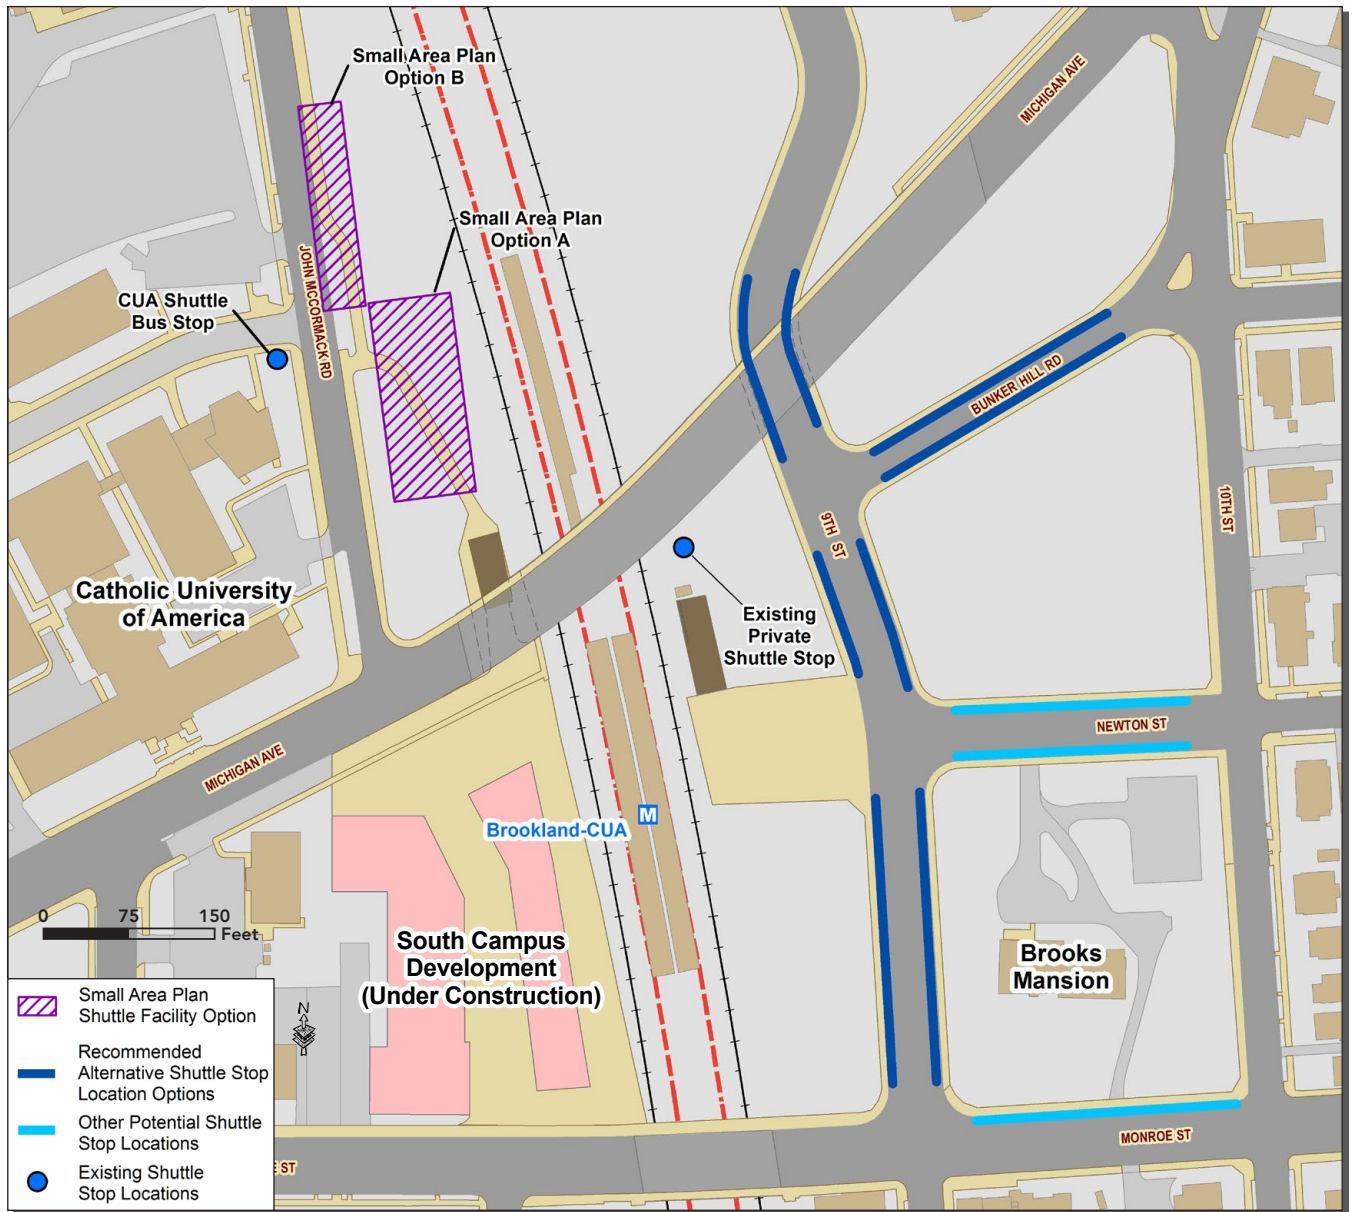 Small Area Plan
Option B
MICHIGAN AVE
Small Area Plan
Option A
JOHN MCCORMACK RD
CUA Shuttle
Bus Stop
BUNKER HILL RD
10TH ST
9TH ST
Catholic University
of America
Existing
Private
Shuttle Stop
NEWTON ST
MICHIGAN AVE
M
Brookland-CUA
0 75 150
Feet
South Campus
Development
(Under Construction)
Brooks
Mansion
N
MONROE ST
E ST
Small Area Plan
Shuttle Facility Option
Recommended
Alternative Shuttle Stop
Location Options
Other Potential Shuttle
Stop Locations
Existing Shuttle
Stop Locations